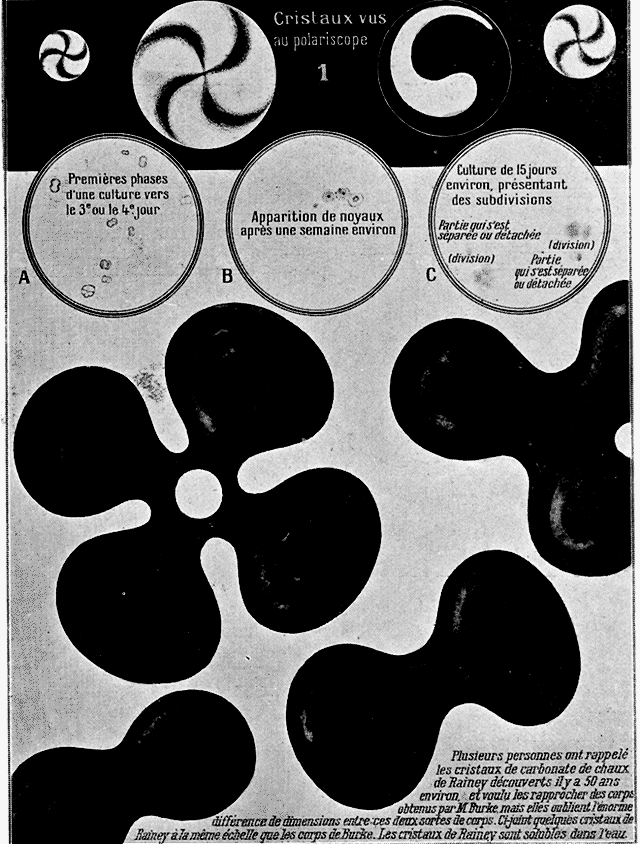 Cristaux vus
au polariscope
1
Premières phases
d'une culture vers
le 3e ou le 4e jour
A
Apparition de noyaux
après une semaine environ
B
Culture de 15 jours
environ, présentant
des subdivisions
Partie qui s'est
séparée ou détachée
(division)
(division)
Partie
qui s'est séparée
ou détachée
C
Plusieurs personnes ont rappelé
les cristaux de carbonate de chaux
de Rainey découverts il y a 50 ans
environ, et voulu les rapprocher des corps
obtenus par M. Burke, mais elles oublient l'énorme
différence de dimensions entre ces deux sortes de corps. Ci-joint quelques cristaux de
Rainey à la même échelle que les corps de Burke. Les cristaux de Rainey sont solubles dans l'eau.